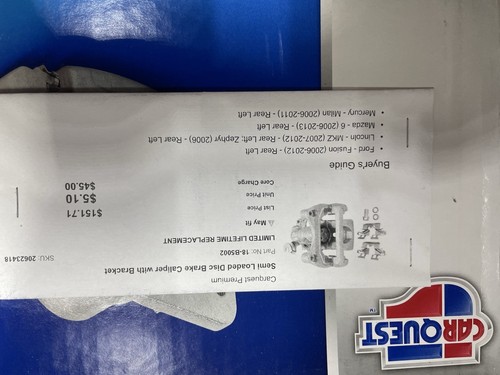 Carquest Premium
Semi Loaded Disc Brake Caliper with Bracket
Part No: 18-B5002
SKU: 20623418
LIMITED LIFETIME REPLACEMENT
⚠ May fit
List Price $151.71
Unit Price $5.10
Core Charge $45.00
Buyer's Guide
• Ford - Fusion - (2006-2012) - Rear Left
• Lincoln - MKZ - (2007-2012) - Rear Left; Zephyr (2006) - Rear Left
• Mazda - 6 (2006-2013) - Rear Left
• Mercury - Milan - (2006-2011) - Rear Left
CARQUEST
TM